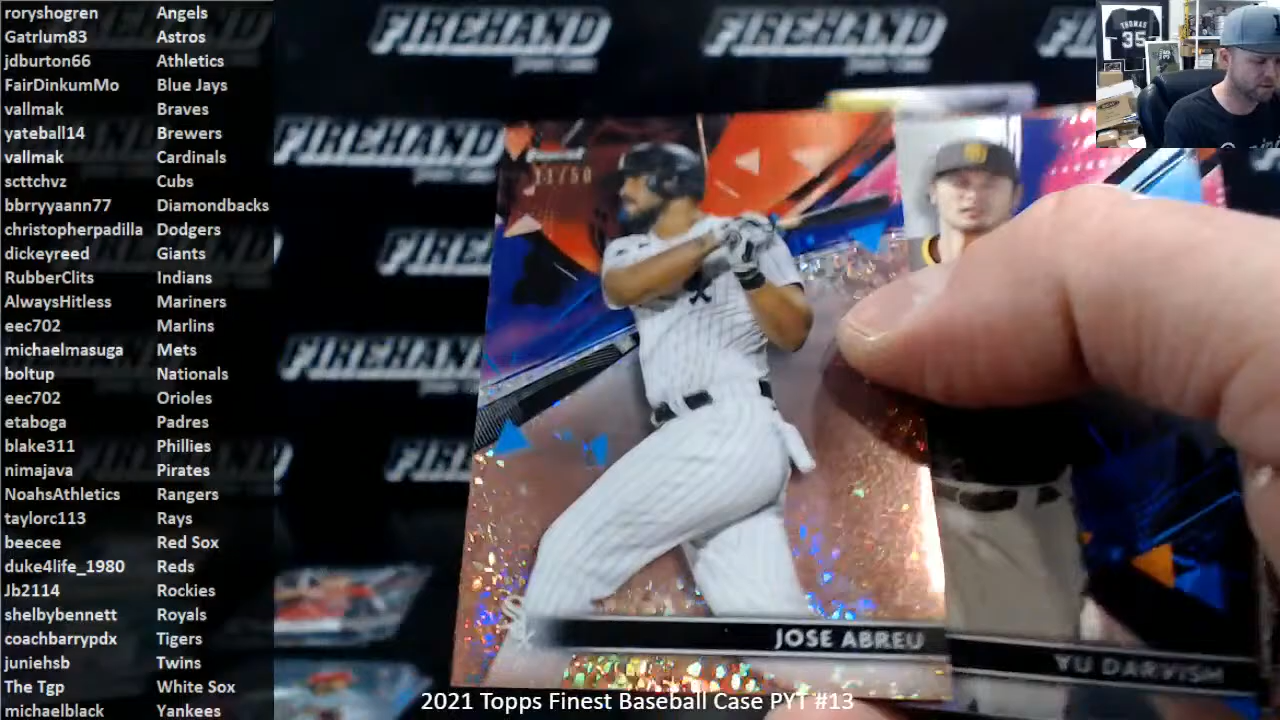 roryshogren Angels
Gatrlum83 Astros
jdburton66 Athletics
FairDinkumMo Blue Jays
vallmak Braves
yateball14 Brewers
vallmak Cardinals
scttchvz Cubs
bbrryyaann77 Diamondbacks
christopherpadilla Dodgers
dickeyreed Giants
RubberClits Indians
AlwaysHitless Mariners
eec702 Marlins
michaelmasuga Mets
boltup Nationals
eec702 Orioles
etaboga Padres
blake311 Phillies
nimajava Pirates
NoahsAthletics Rangers
taylorc113 Rays
beecee Red Sox
duke4life_1980 Reds
Jb2114 Rockies
shelbybennett Royals
coachbarrypdx Tigers
juniehsb Twins
The Tgp White Sox
michaelblack Yankees
FIREHAND
FIREHAND
FIREHAND
FIREHAND
FIREHAND
FIREHAND
THOMAS
35
/50
JOSE ABREU
YU DARVISH
2021 Topps Finest Baseball Case PYT #13